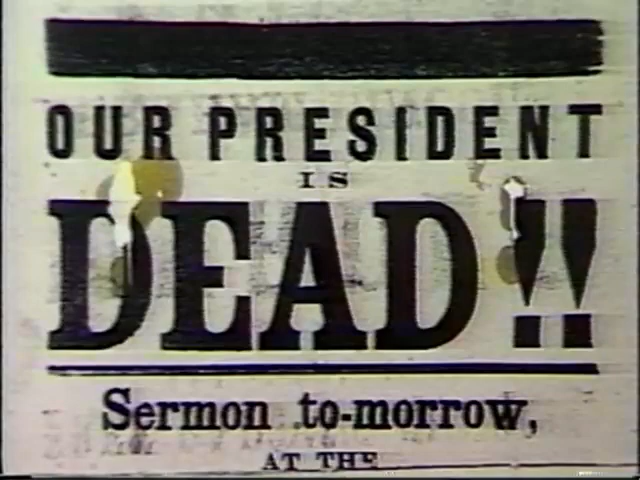 OUR PRESIDENT
IS
DEAD!!
Sermon to-morrow,
AT THE